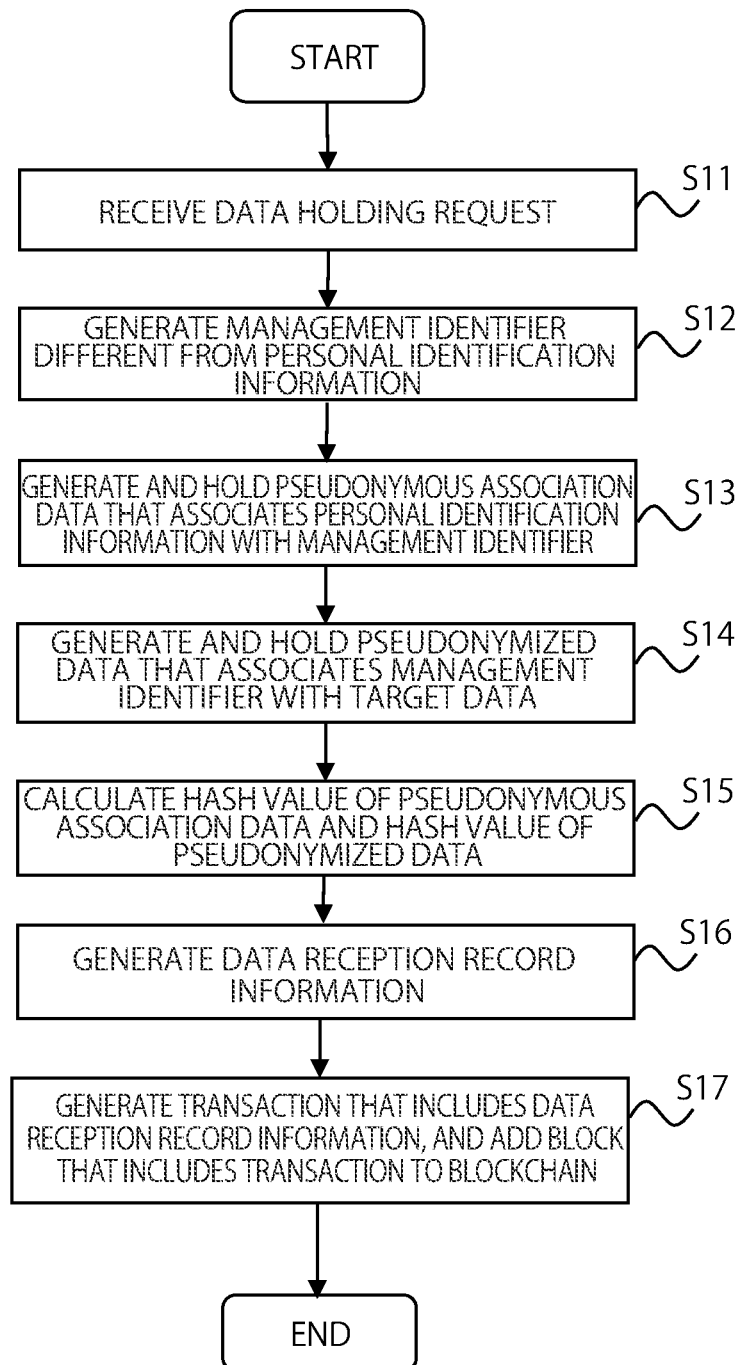 START
S11
RECEIVE DATA HOLDING REQUEST
S12
GENERATE MANAGEMENT IDENTIFIER
DIFFERENT FROM PERSONAL IDENTIFICATION
INFORMATION
S13
GENERATE AND HOLD PSEUDONYMOUS ASSOCIATION
DATA THAT ASSOCIATES PERSONAL IDENTIFICATION
INFORMATION WITH MANAGEMENT IDENTIFIER
S14
GENERATE AND HOLD PSEUDONYMIZED
DATA THAT ASSOCIATES MANAGEMENT
IDENTIFIER WITH TARGET DATA
S15
CALCULATE HASH VALUE OF PSEUDONYMOUS
ASSOCIATION DATA AND HASH VALUE OF
PSEUDONYMIZED DATA
S16
GENERATE DATA RECEPTION RECORD
INFORMATION
S17
GENERATE TRANSACTION THAT INCLUDES DATA
RECEPTION RECORD INFORMATION, AND ADD BLOCK
THAT INCLUDES TRANSACTION TO BLOCKCHAIN
END